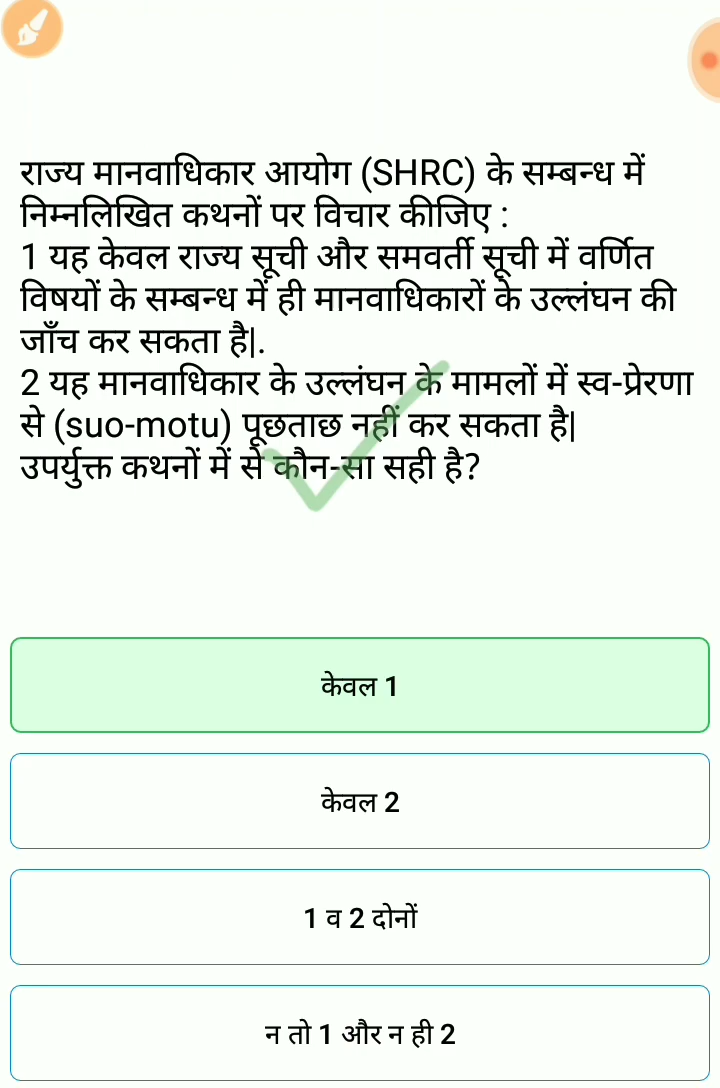 राज्य मानवाधिकार आयोग (SHRC) के सम्बन्ध में
निम्नलिखित कथनों पर विचार कीजिए :
1 यह केवल राज्य सूची और समवर्ती सूची में वर्णित
विषयों के सम्बन्ध में ही मानवाधिकारों के उल्लंघन की
जाँच कर सकता है|.
2 यह मानवाधिकार के उल्लंघन के मामलों में स्व-प्रेरणा
से (suo-motu) पूछताछ नहीं कर सकता है|
उपर्युक्त कथनों में से कौन-सा सही है?
केवल 1
केवल 2
1 व 2 दोनों
न तो 1 और न ही 2